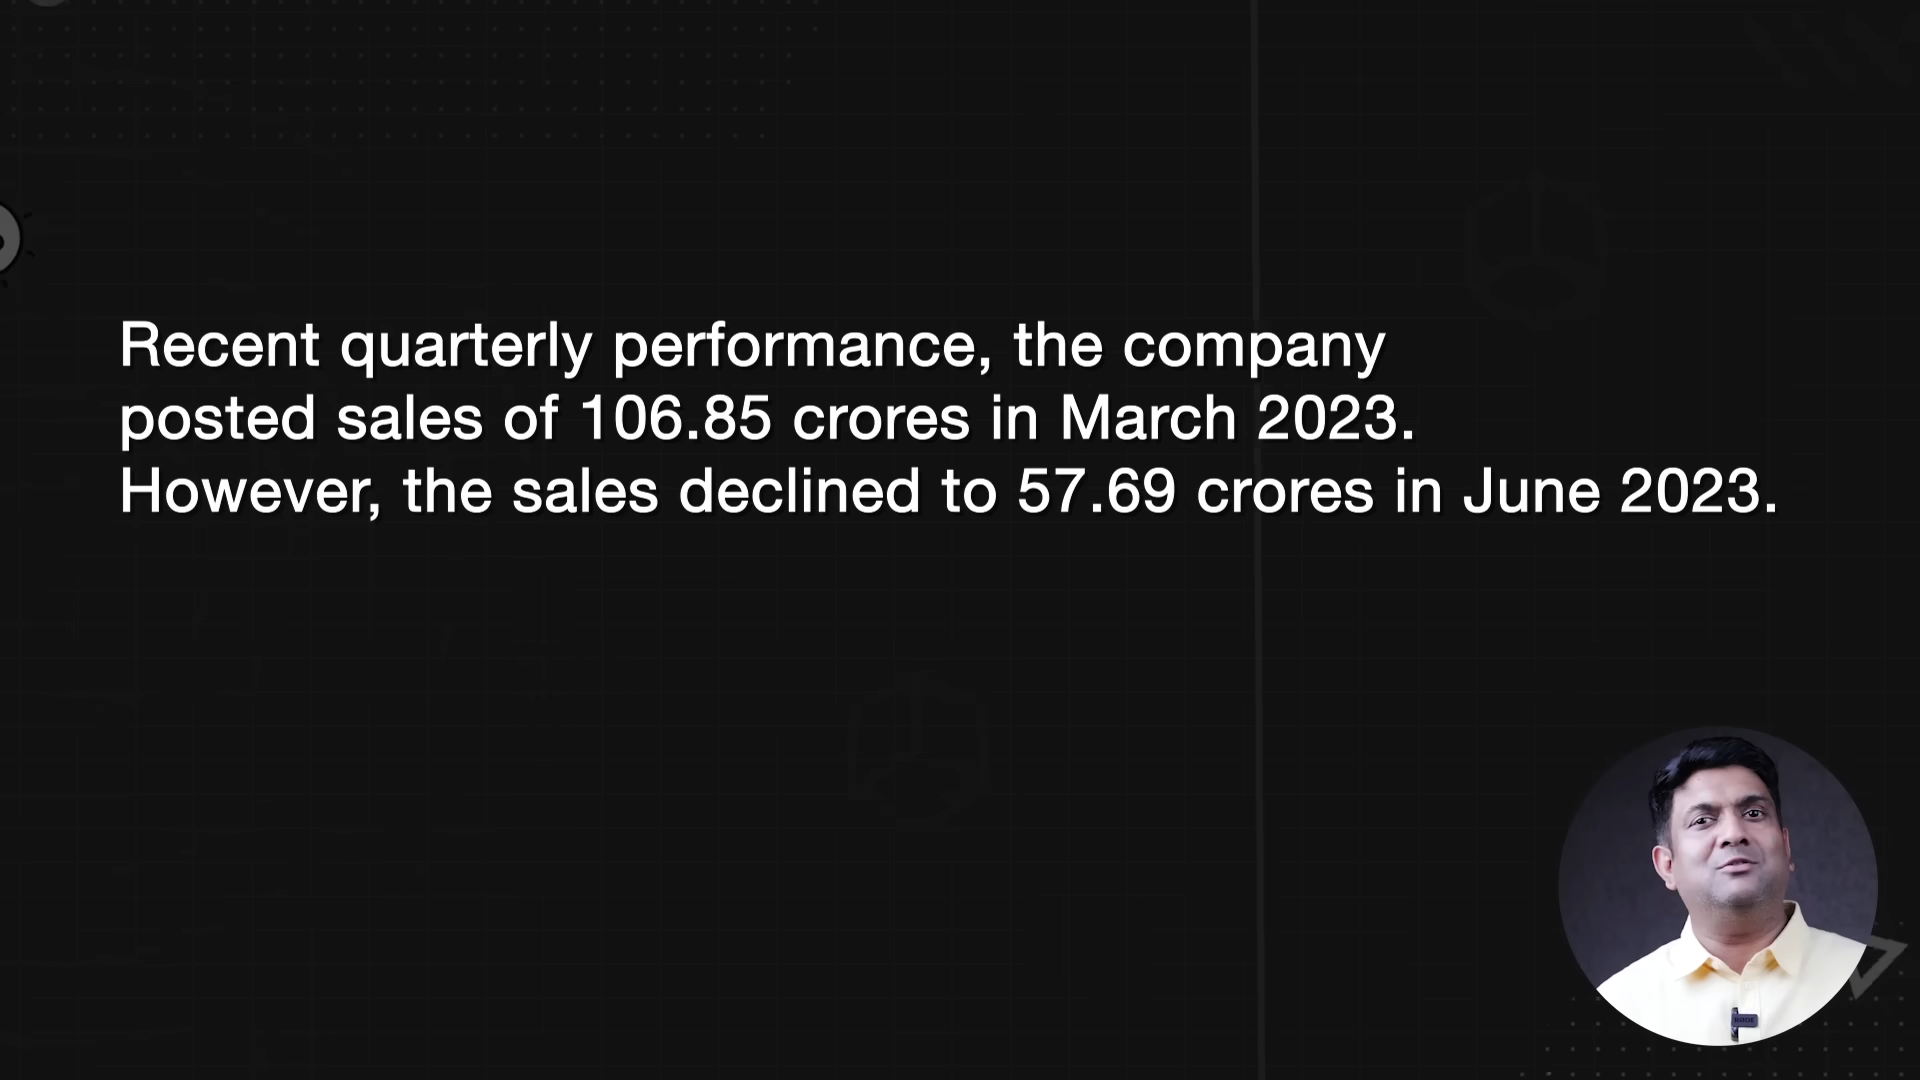 Recent quarterly performance, the company
posted sales of 106.85 crores in March 2023.
However, the sales declined to 57.69 crores in June 2023.